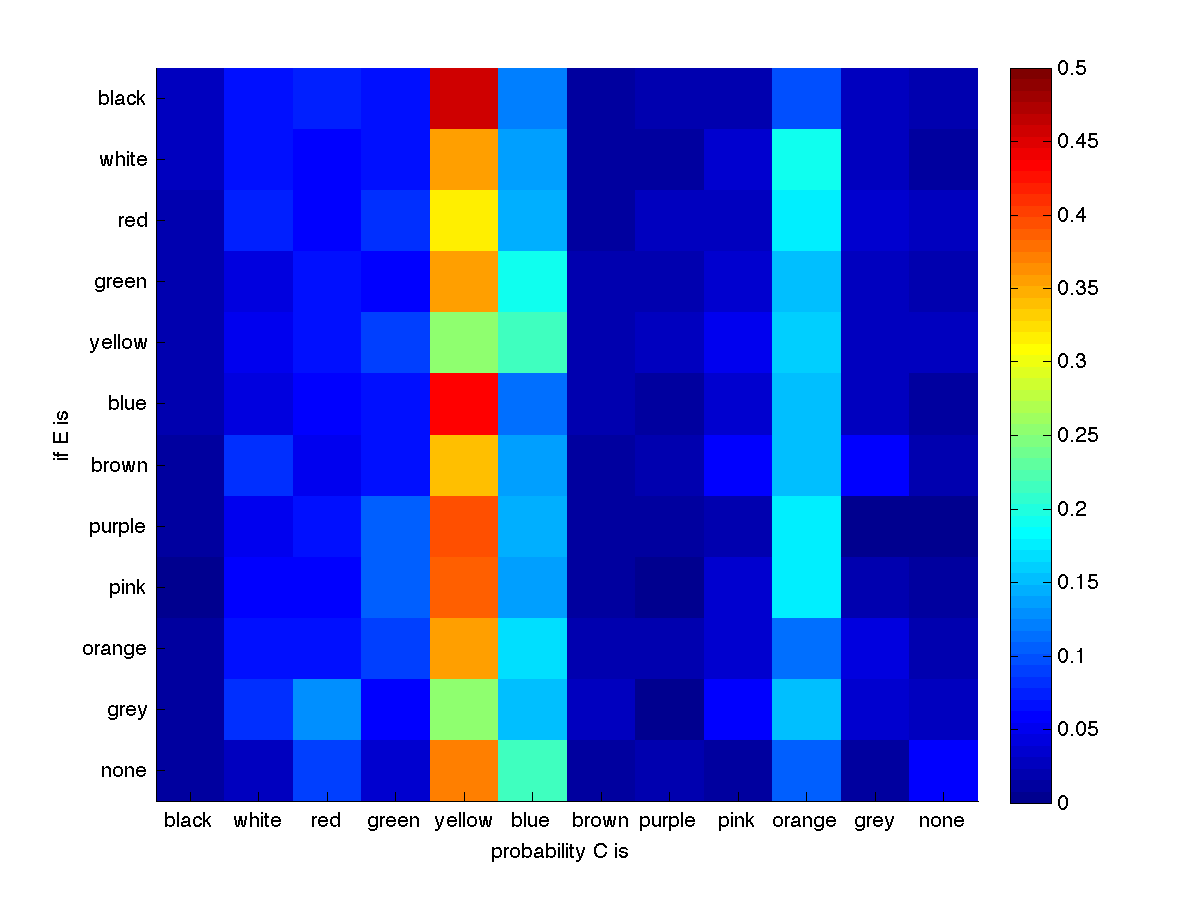 black
white
red
green
yellow
blue
brown
purple
pink
orange
grey
none
if E is
black white red green yellow blue brown purple pink orange grey none
probability C is
0.5
0.45
0.4
0.35
0.3
0.25
0.2
0.15
0.1
0.05
0